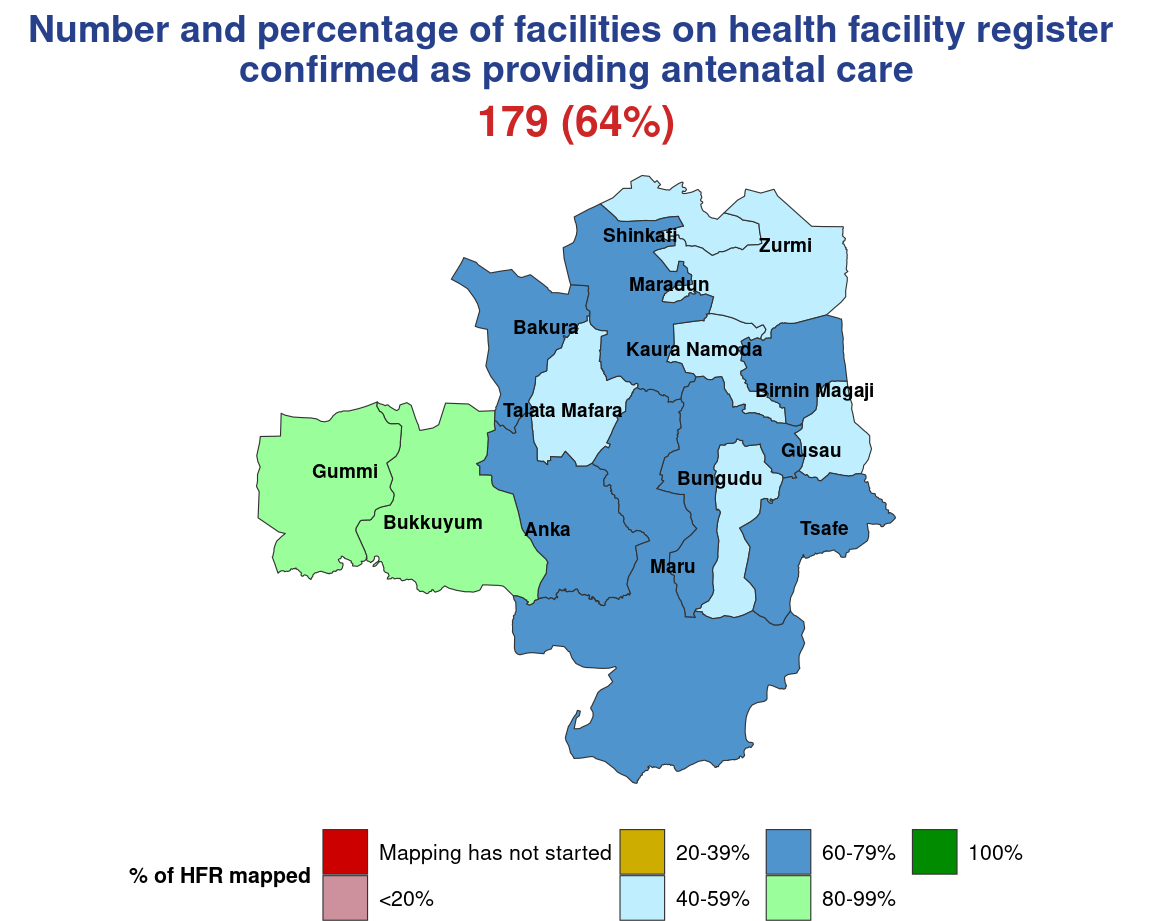 Number and percentage of facilities on health facility register
confirmed as providing antenatal care
179 (64%)
Shinkafi
Zurmi
Maradun
Bakura
Kaura Namoda
Birnin Magaji
Talata Mafara
Gusau
Gummi
Bungudu
Bukkuyum
Anka
Tsafe
Maru
% of HFR mapped
Mapping has not started
<20%
20-39%
40-59%
60-79%
80-99%
100%